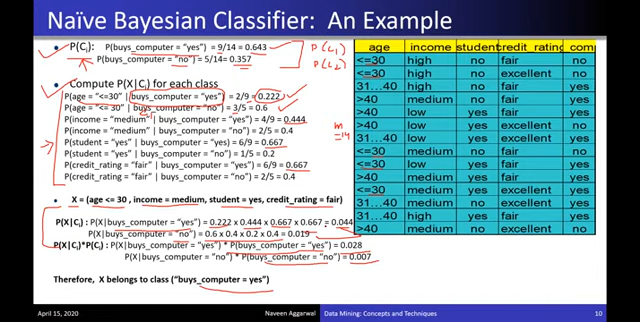 Naïve Bayesian Classifier: An Example
P(Cᵢ): P(buys_computer = "yes") = 9/14 = 0.643
P(buys_computer = "no") = 5/14= 0.357
P(C₁)
P(C₂)
• Compute P(X|Cᵢ) for each class
P(age = "<=30" | buys_computer = "yes") = 2/9 = 0.222
P(age = "<= 30" | buys_computer = "no") = 3/5 = 0.6
P(income = "medium" | buys_computer = "yes") = 4/9 = 0.444
P(income = "medium" | buys_computer = "no") = 2/5 = 0.4
P(student = "yes" | buys_computer = "yes") = 6/9 = 0.667
P(student = "yes" | buys_computer = "no") = 1/5 = 0.2
P(credit_rating = "fair" | buys_computer = "yes") = 6/9 = 0.667
P(credit_rating = "fair" | buys_computer = "no") = 2/5 = 0.4
m
=14
• X = (age <= 30 , income = medium, student = yes, credit_rating = fair)
P(X|Cᵢ) : P(X|buys_computer = "yes") = 0.222 x 0.444 x 0.667 x 0.667 = 0.044
P(X|buys_computer = "no") = 0.6 x 0.4 x 0.2 x 0.4 = 0.019
P(X|Cᵢ)*P(Cᵢ) : P(X|buys_computer = "yes") * P(buys_computer = "yes") = 0.028
P(X|buys_computer = "no") * P(buys_computer = "no") = 0.007
Therefore, X belongs to class ("buys_computer = yes")
age income student credit_rating comp
<=30 high no fair no
<=30 high no excellent no
31…40 high no fair yes
>40 medium no fair yes
>40 low yes fair yes
>40 low yes excellent no
31…40 low yes excellent yes
<=30 medium no fair no
<=30 low yes fair yes
>40 medium yes fair yes
<=30 medium yes excellent yes
31…40 medium no excellent yes
31…40 high yes fair yes
>40 medium no excellent no
April 15, 2020 Naveen Aggarwal Data Mining: Concepts and Techniques 10